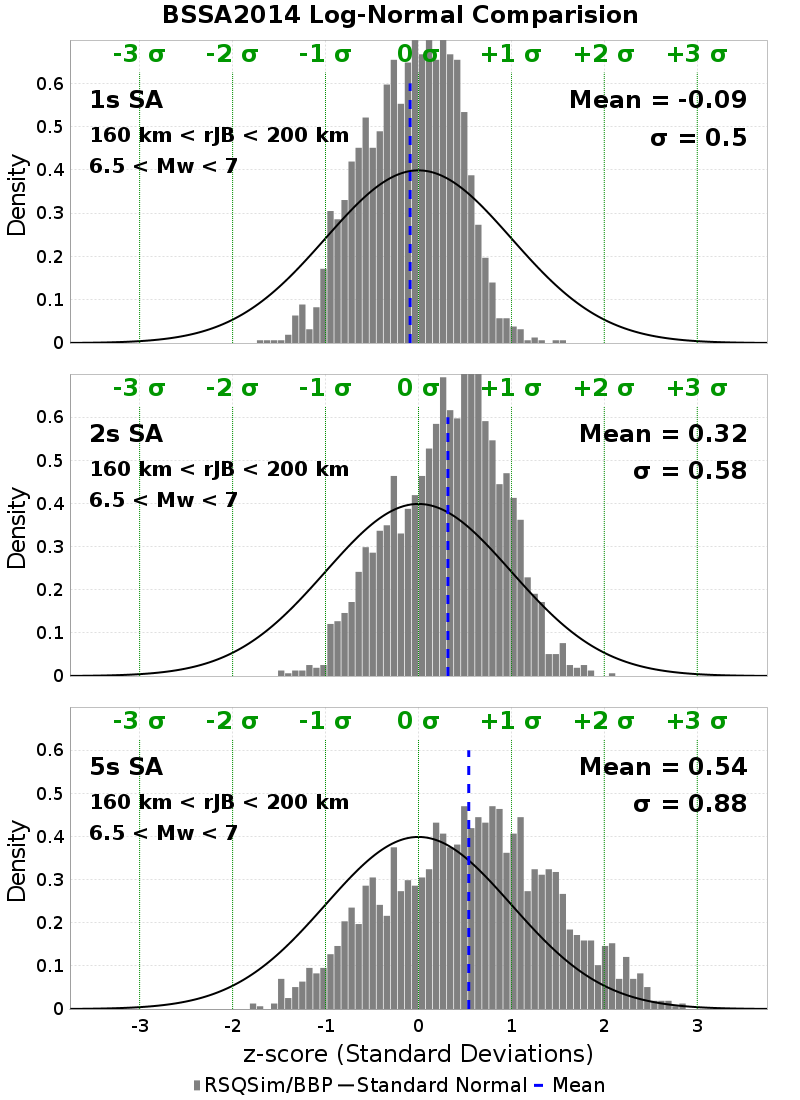 BSSA2014 Log-Normal Comparision
-3 σ -2 σ -1 σ 0 σ +1 σ +2 σ +3 σ
1s SA
160 km < rJB < 200 km
6.5 < Mw < 7
Mean = -0.09
σ = 0.5
0.6
0.5
0.4
0.3
0.2
0.1
0
Density
-3 σ -2 σ -1 σ 0 σ +1 σ +2 σ +3 σ
2s SA
160 km < rJB < 200 km
6.5 < Mw < 7
Mean = 0.32
σ = 0.58
0.6
0.5
0.4
0.3
0.2
0.1
0
Density
-3 σ -2 σ -1 σ 0 σ +1 σ +2 σ +3 σ
5s SA
160 km < rJB < 200 km
6.5 < Mw < 7
Mean = 0.54
σ = 0.88
0.6
0.5
0.4
0.3
0.2
0.1
0
Density
-3 -2 -1 0 1 2 3
z-score (Standard Deviations)
RSQSim/BBP Standard Normal Mean